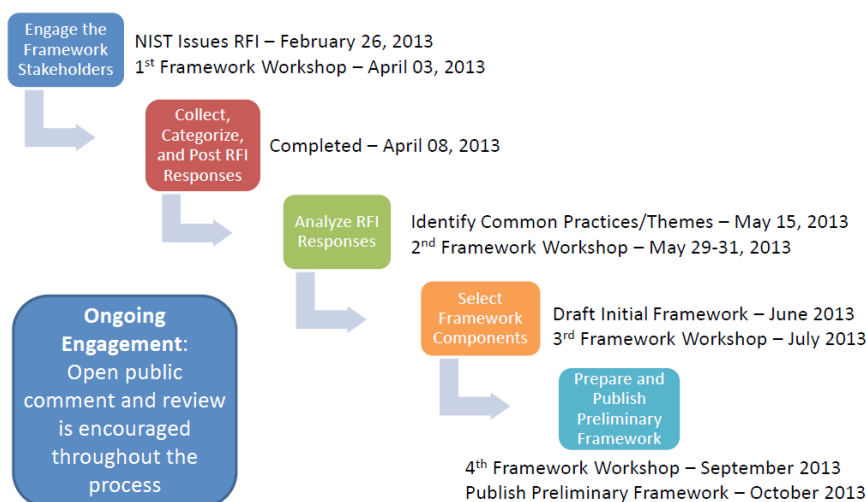 Engage the
Framework
Stakeholders
NIST Issues RFI – February 26, 2013
1st Framework Workshop – April 03, 2013
Collect,
Categorize,
and Post RFI
Responses
Completed – April 08, 2013
Analyze RFI
Responses
Identify Common Practices/Themes – May 15, 2013
2nd Framework Workshop – May 29-31, 2013
Select
Framework
Components
Draft Initial Framework – June 2013
3rd Framework Workshop – July 2013
Ongoing
Engagement:
Open public
comment and review
is encouraged
throughout the
process
Prepare and
Publish
Preliminary
Framework
4th Framework Workshop – September 2013
Publish Preliminary Framework – October 2013